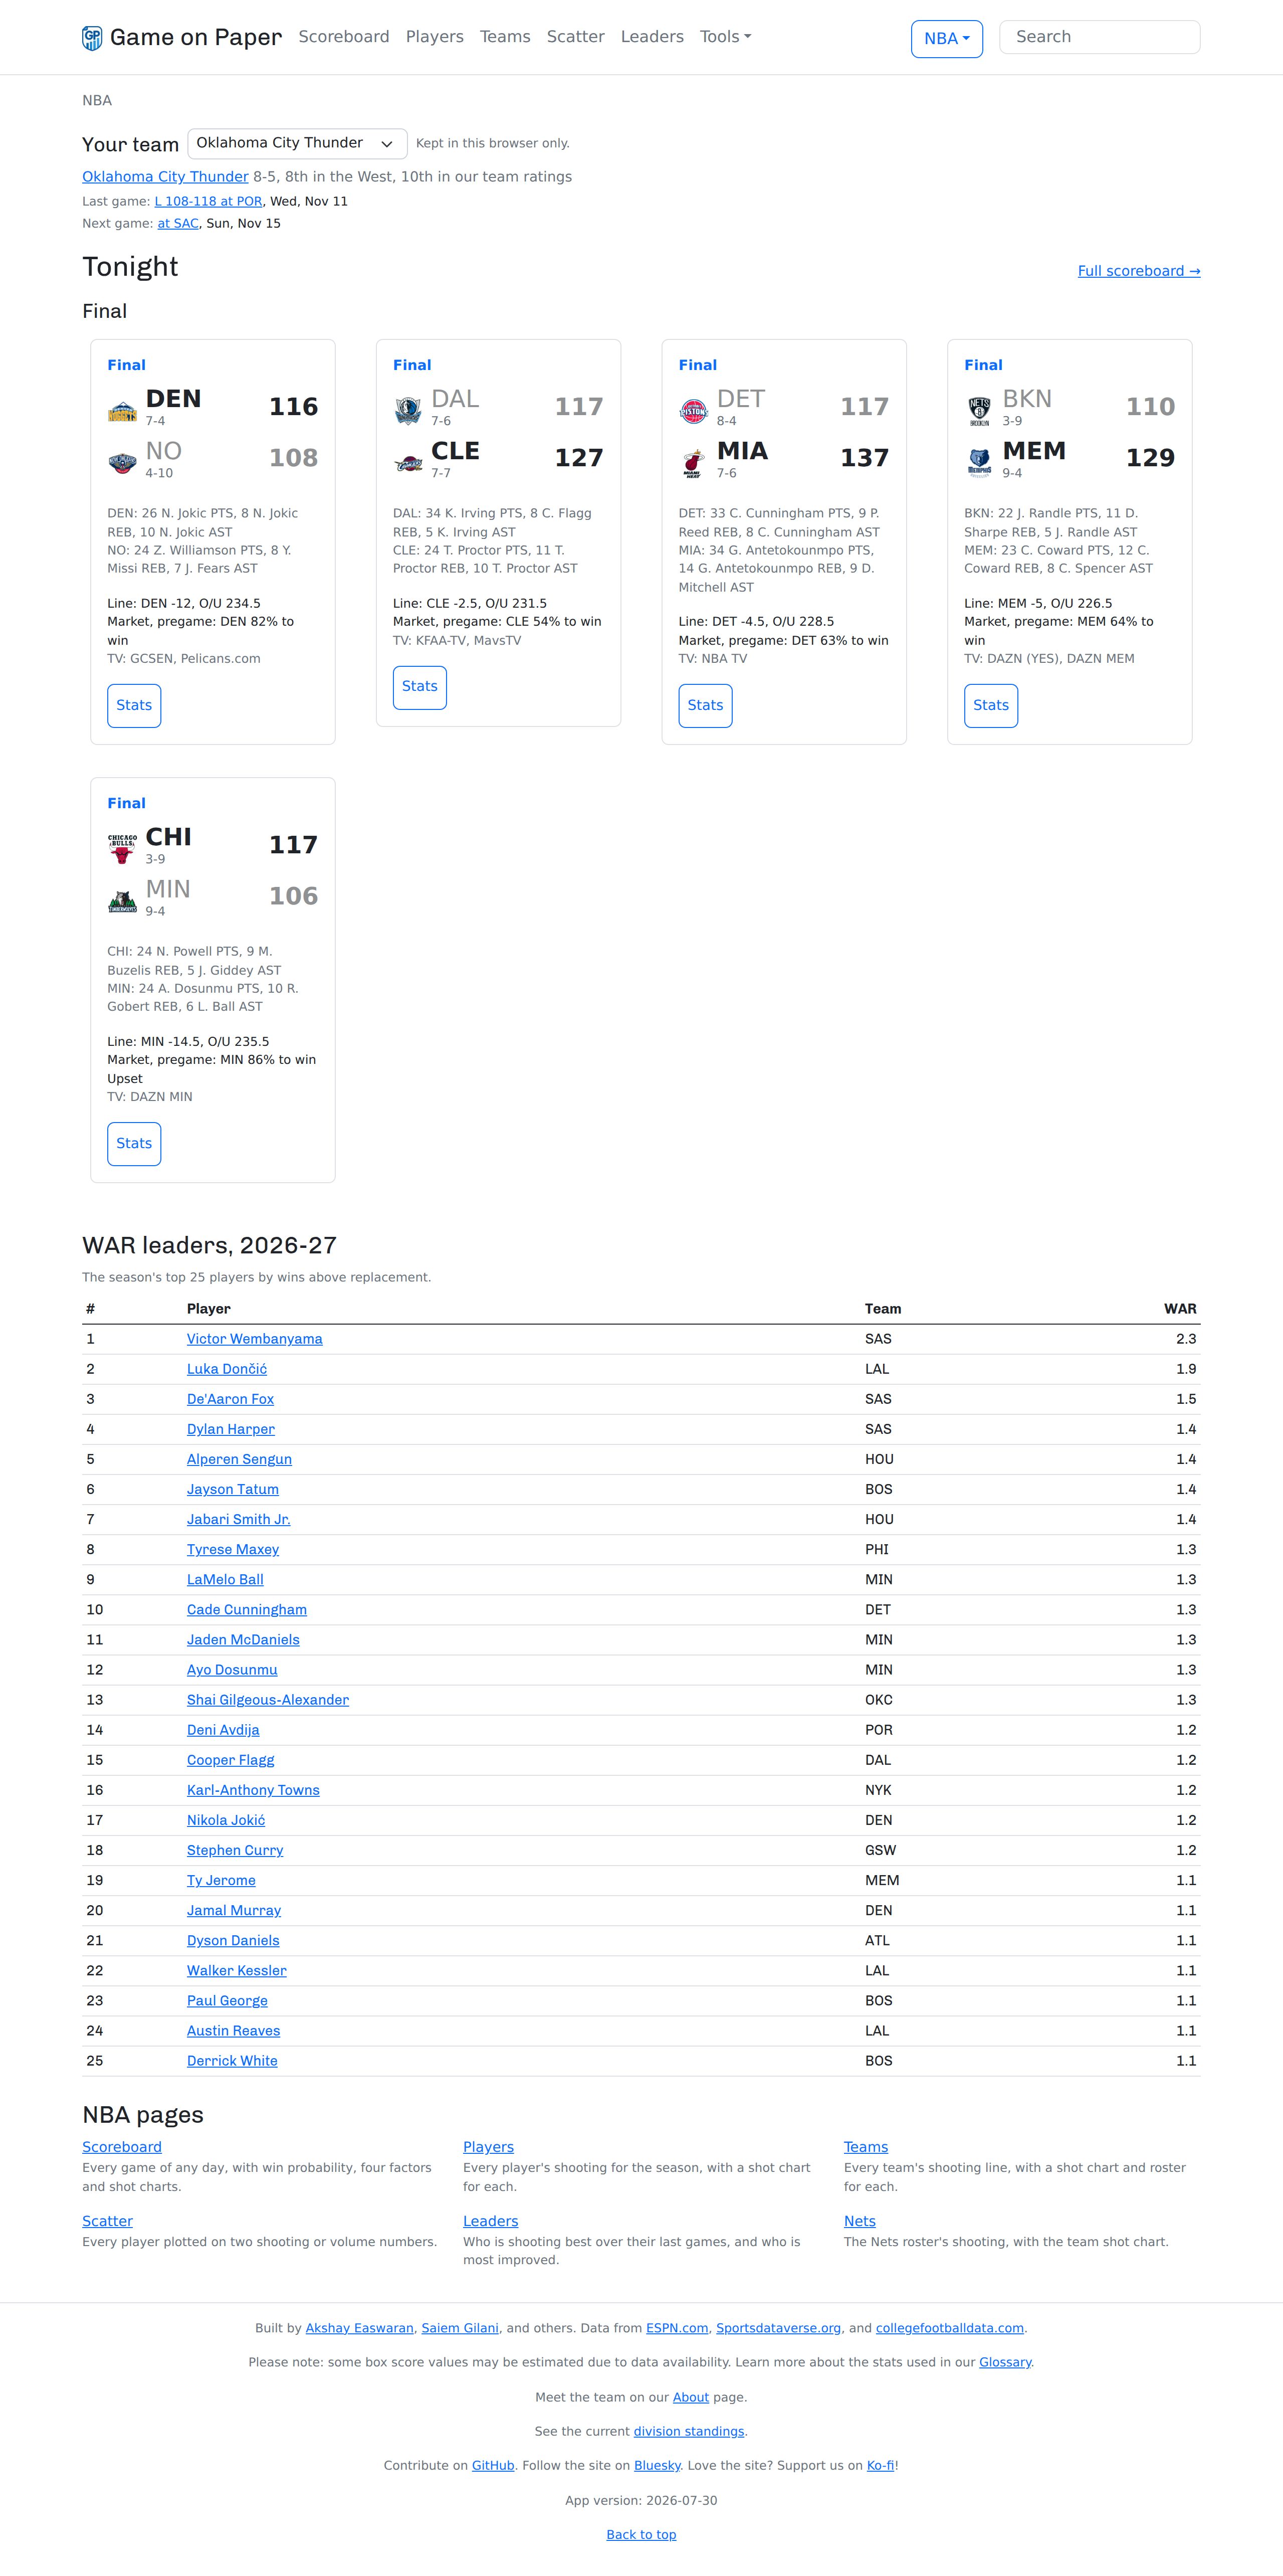 GP Game on Paper Scoreboard Players Teams Scatter Leaders Tools NBA Search
NBA
Your team Oklahoma City Thunder Kept in this browser only.
Oklahoma City Thunder 8-5, 8th in the West, 10th in our team ratings
Last game: L 108-118 at POR, Wed, Nov 11
Next game: at SAC, Sun, Nov 15
Tonight
Full scoreboard →
Final
Final
DEN 116
7-4
NO 108
4-10
DEN: 26 N. Jokic PTS, 8 N. Jokic
REB, 10 N. Jokic AST
NO: 24 Z. Williamson PTS, 8 Y.
Missi REB, 7 J. Fears AST
Line: DEN -12, O/U 234.5
Market, pregame: DEN 82% to
win
TV: GCSEN, Pelicans.com
Stats
Final
DAL 117
7-6
CLE 127
7-7
DAL: 34 K. Irving PTS, 8 C. Flagg
REB, 5 K. Irving AST
CLE: 24 T. Proctor PTS, 11 T.
Proctor REB, 10 T. Proctor AST
Line: CLE -2.5, O/U 231.5
Market, pregame: CLE 54% to win
TV: KFAA-TV, MavsTV
Stats
Final
DET 117
8-4
MIA 137
7-6
DET: 33 C. Cunningham PTS, 9 P.
Reed REB, 8 C. Cunningham AST
MIA: 34 G. Antetokounmpo PTS,
14 G. Antetokounmpo REB, 9 D.
Mitchell AST
Line: DET -4.5, O/U 228.5
Market, pregame: DET 63% to win
TV: NBA TV
Stats
Final
BKN 110
3-9
MEM 129
9-4
BKN: 22 J. Randle PTS, 11 D.
Sharpe REB, 5 J. Randle AST
MEM: 23 C. Coward PTS, 12 C.
Coward REB, 8 C. Spencer AST
Line: MEM -5, O/U 226.5
Market, pregame: MEM 64% to
win
TV: DAZN (YES), DAZN MEM
Stats
Final
CHI 117
3-9
MIN 106
9-4
CHI: 24 N. Powell PTS, 9 M.
Buzelis REB, 5 J. Giddey AST
MIN: 24 A. Dosunmu PTS, 10 R.
Gobert REB, 6 L. Ball AST
Line: MIN -14.5, O/U 235.5
Market, pregame: MIN 86% to win
Upset
TV: DAZN MIN
Stats
WAR leaders, 2026-27
The season's top 25 players by wins above replacement.
# Player Team WAR
1 Victor Wembanyama SAS 2.3
2 Luka Dončić LAL 1.9
3 De'Aaron Fox SAS 1.5
4 Dylan Harper SAS 1.4
5 Alperen Sengun HOU 1.4
6 Jayson Tatum BOS 1.4
7 Jabari Smith Jr. HOU 1.4
8 Tyrese Maxey PHI 1.3
9 LaMelo Ball MIN 1.3
10 Cade Cunningham DET 1.3
11 Jaden McDaniels MIN 1.3
12 Ayo Dosunmu MIN 1.3
13 Shai Gilgeous-Alexander OKC 1.3
14 Deni Avdija POR 1.2
15 Cooper Flagg DAL 1.2
16 Karl-Anthony Towns NYK 1.2
17 Nikola Jokić DEN 1.2
18 Stephen Curry GSW 1.2
19 Ty Jerome MEM 1.1
20 Jamal Murray DEN 1.1
21 Dyson Daniels ATL 1.1
22 Walker Kessler LAL 1.1
23 Paul George BOS 1.1
24 Austin Reaves LAL 1.1
25 Derrick White BOS 1.1
NBA pages
Scoreboard
Every game of any day, with win probability, four factors
and shot charts.
Players
Every player's shooting for the season, with a shot chart
for each.
Teams
Every team's shooting line, with a shot chart and roster
for each.
Scatter
Every player plotted on two shooting or volume numbers.
Leaders
Who is shooting best over their last games, and who is
most improved.
Nets
The Nets roster's shooting, with the team shot chart.
Built by Akshay Easwaran, Saiem Gilani, and others. Data from ESPN.com, Sportsdataverse.org, and collegefootballdata.com.
Please note: some box score values may be estimated due to data availability. Learn more about the stats used in our Glossary.
Meet the team on our About page.
See the current division standings.
Contribute on GitHub. Follow the site on Bluesky. Love the site? Support us on Ko-fi!
App version: 2026-07-30
Back to top